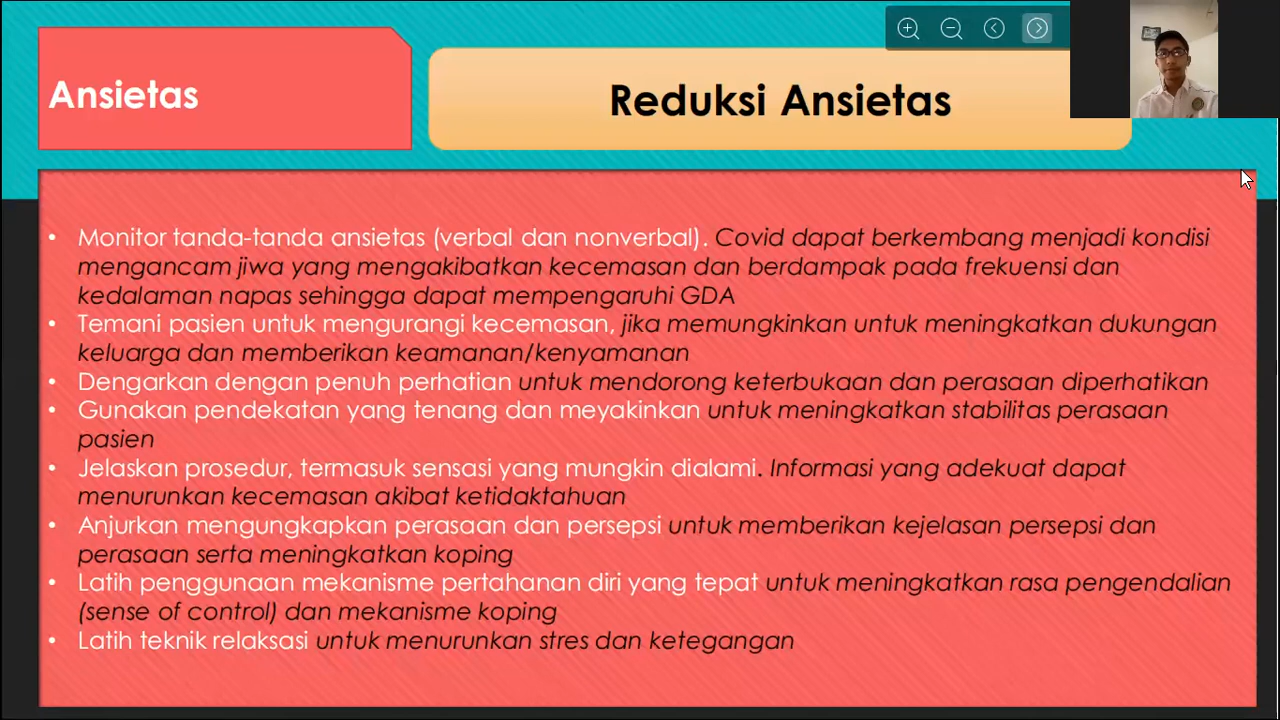 Ansietas
Reduksi Ansietas
• Monitor tanda-tanda ansietas (verbal dan nonverbal). Covid dapat berkembang menjadi kondisi
mengancam jiwa yang mengakibatkan kecemasan dan berdampak pada frekuensi dan
kedalaman napas sehingga dapat mempengaruhi GDA
• Temani pasien untuk mengurangi kecemasan, jika memungkinkan untuk meningkatkan dukungan
keluarga dan memberikan keamanan/kenyamanan
• Dengarkan dengan penuh perhatian untuk mendorong keterbukaan dan perasaan diperhatikan
• Gunakan pendekatan yang tenang dan meyakinkan untuk meningkatkan stabilitas perasaan
pasien
• Jelaskan prosedur, termasuk sensasi yang mungkin dialami. Informasi yang adekuat dapat
menurunkan kecemasan akibat ketidaktahuan
• Anjurkan mengungkapkan perasaan dan persepsi untuk memberikan kejelasan persepsi dan
perasaan serta meningkatkan koping
• Latih penggunaan mekanisme pertahanan diri yang tepat untuk meningkatkan rasa pengendalian
(sense of control) dan mekanisme koping
• Latih teknik relaksasi untuk menurunkan stres dan ketegangan